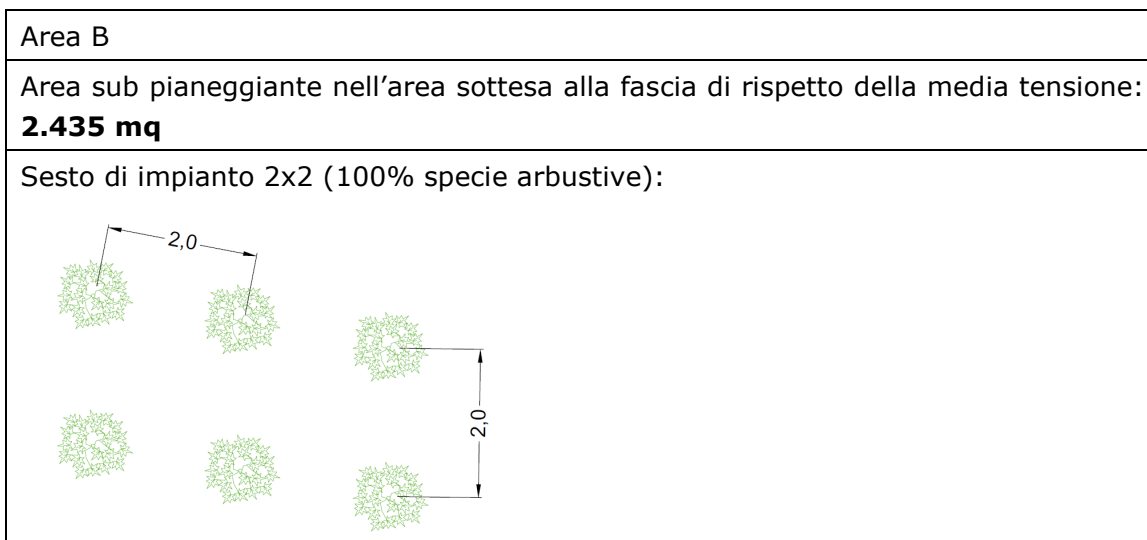 Area B
Area sub pianeggiante nell’area sottesa alla fascia di rispetto della media tensione:
2.435 mq
Sesto di impianto 2x2 (100% specie arbustive):
2,0
2,0